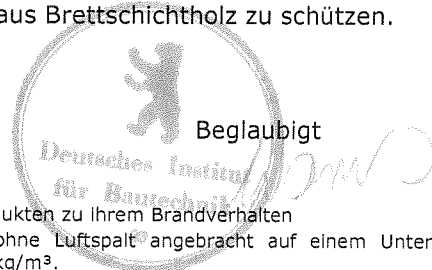 aus Brettschichtholz zu schützen.
Beglaubigt
Deutsches Institut
für Bautechnik
ukten zu ihrem Brandverhalten
ohne Luftspalt angebracht auf einem Unter
kg/m³.